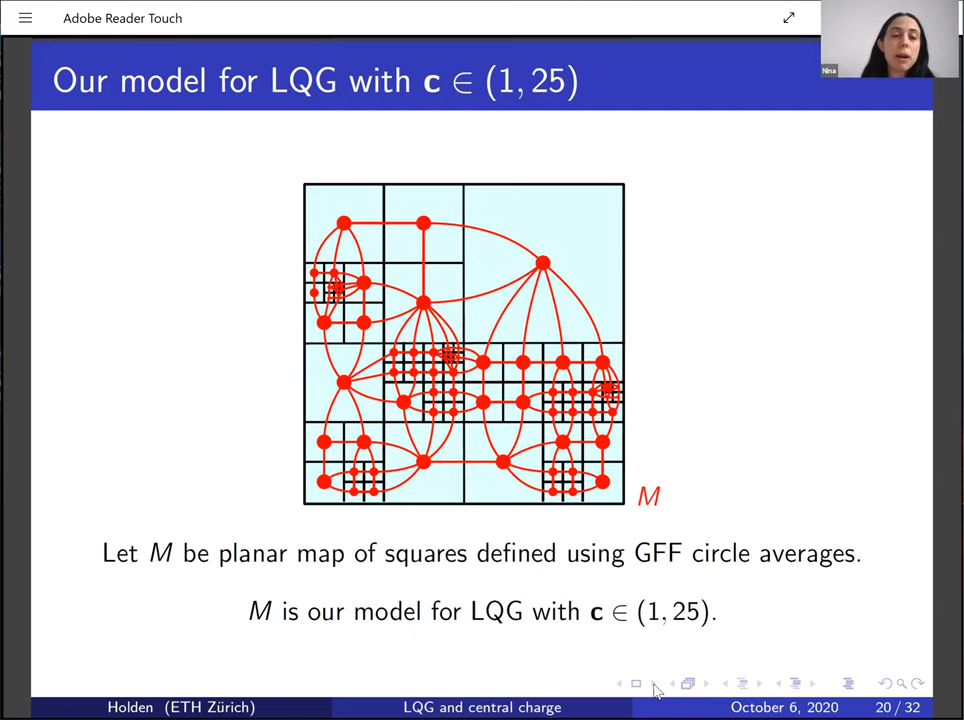 Adobe Reader Touch
Nina
Our model for LQG with c ∈ (1, 25)
M
Let M be planar map of squares defined using GFF circle averages.
M is our model for LQG with c ∈ (1, 25).
Holden (ETH Zürich)
LQG and central charge
October 6, 2020
20 / 32